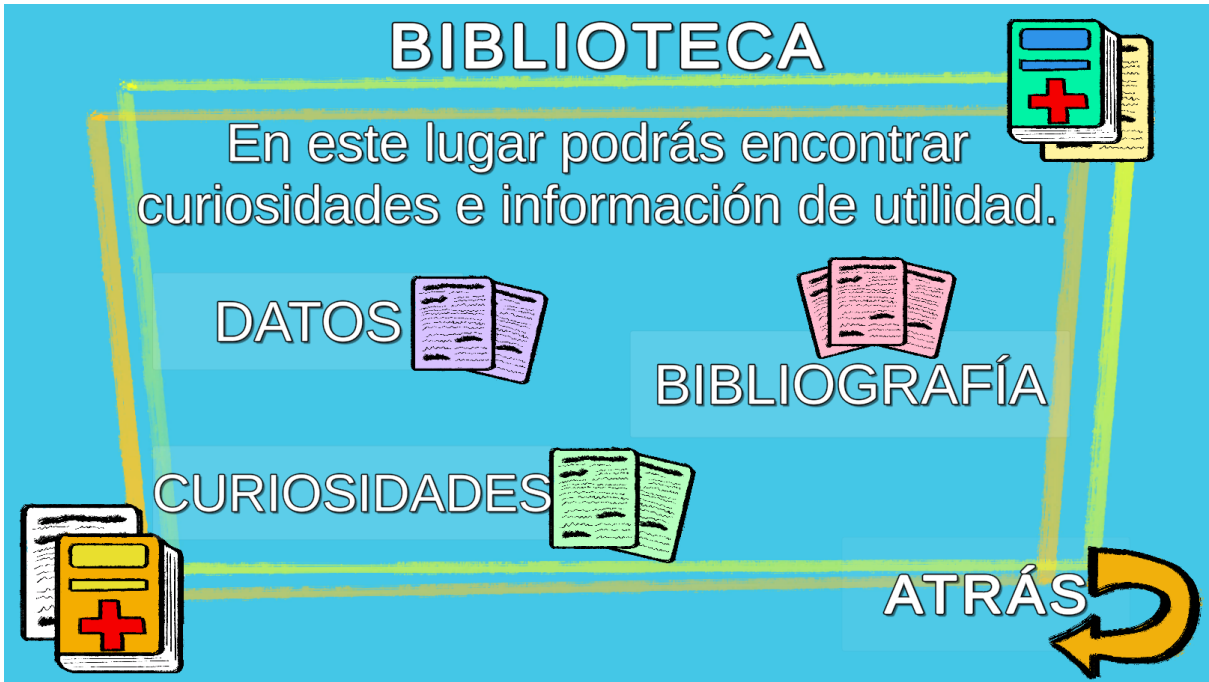 BIBLIOTECA
En este lugar podrás encontrar
curiosidades e información de utilidad.
DATOS
BIBLIOGRAFÍA
CURIOSIDADES
ATRÁS